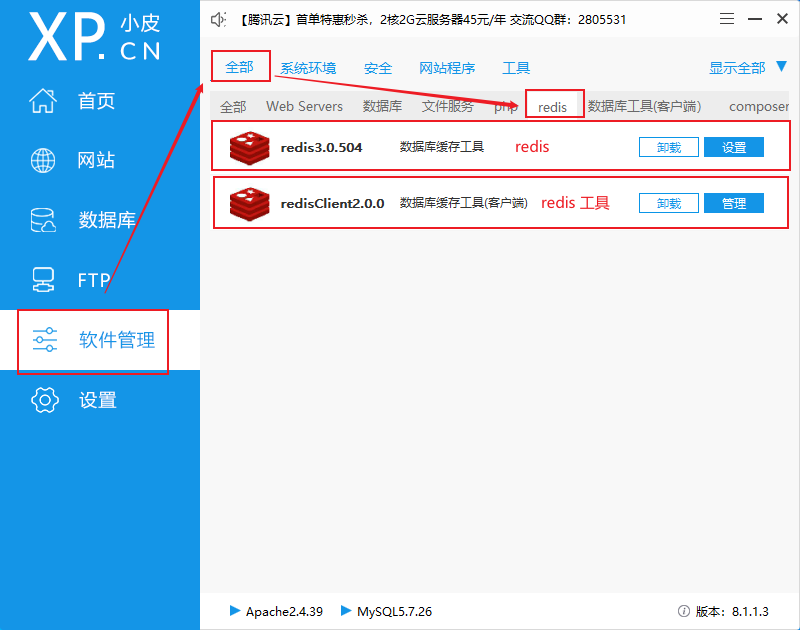 XP.小皮CN
【腾讯云】首单特惠秒杀，2核2G云服务器45元/年 交流QQ群：2805531
首页
网站
数据库
FTP
软件管理
设置
全部 系统环境 安全 网站程序 工具 显示全部
全部 Web Servers 数据库 文件服务 php redis 数据库工具(客户端) composer
redis3.0.504 数据库缓存工具 redis 卸载 设置
redisClient2.0.0 数据库缓存工具(客户端) redis 工具 卸载 管理
Apache2.4.39 MySQL5.7.26 版本：8.1.1.3